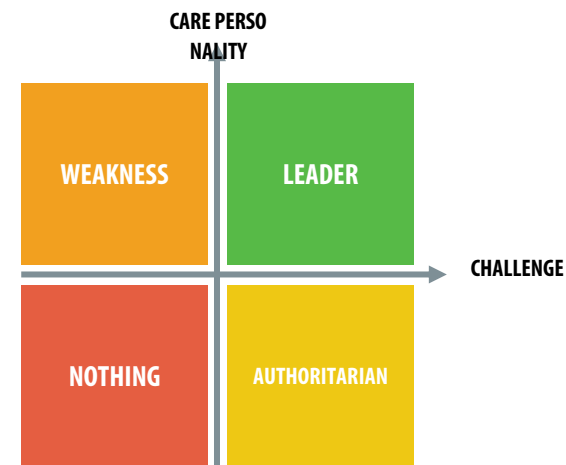 CARE PERSO
NALITY
WEAKNESS
LEADER
CHALLENGE
NOTHING
AUTHORITARIAN